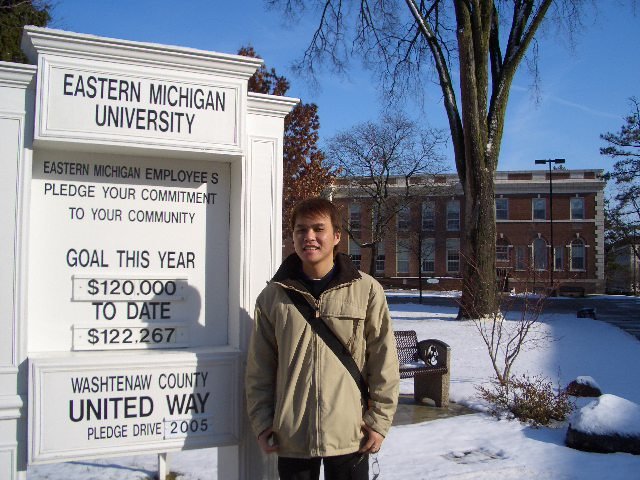 EASTERN MICHIGAN
UNIVERSITY
EASTERN MICHIGAN EMPLOYEE S
PLEDGE YOUR COMMITMENT
TO YOUR COMMUNITY
GOAL THIS YEAR
$120,000
TO DATE
$122,267
WASHTENAW COUNTY
UNITED WAY
PLEDGE DRIVE 2005